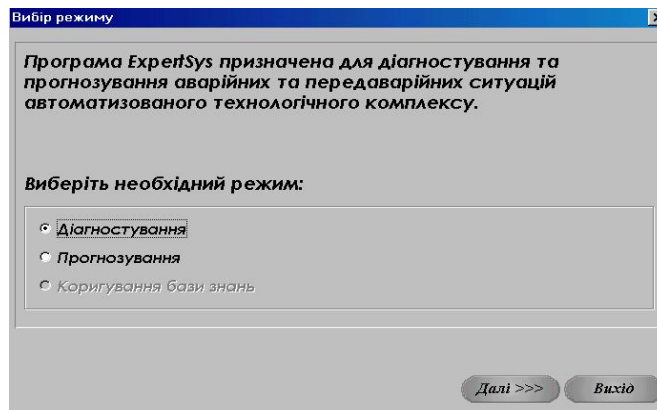 Вибір режиму
Програма ExpertSys призначена для діагностування та
прогнозування аварійних та передаварійних ситуацій
автоматизованого технологічного комплексу.
Виберіть необхідний режим:
Діагностування
Прогнозування
Коригування бази знань
Далі >>>
Вихід